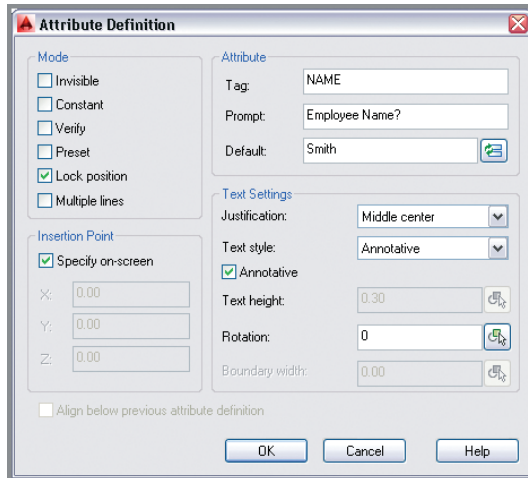 Attribute Definition
Mode
Invisible
Constant
Verify
Preset
Lock position
Multiple lines
Insertion Point
Specify on-screen
X: 0.00
Y: 0.00
Z: 0.00
Attribute
Tag: NAME
Prompt: Employee Name?
Default: Smith
Text Settings
Justification: Middle center
Text style: Annotative
Annotative
Text height: 0.30
Rotation: 0
Boundary width: 0.00
Align below previous attribute definition
OK Cancel Help